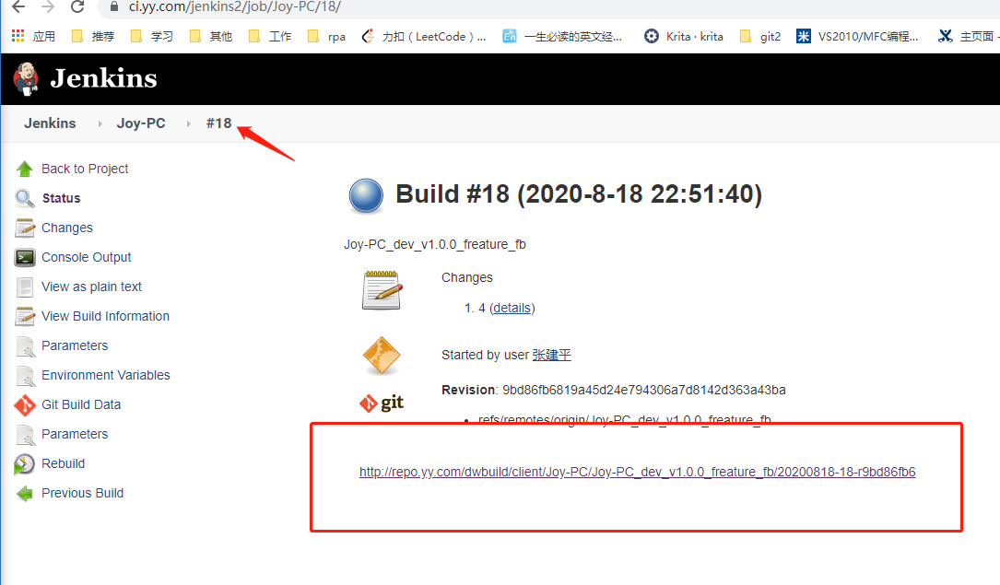 ci.yy.com/jenkins2/job/Joy-PC/18/
应用 推荐 学习 其他 工作 rpa 力扣（LeetCode）... En 一生必读的英文经... Krita · krita git2 米 VS2010/MFC编程... 主页面 -
Jenkins
Jenkins Joy-PC #18
Back to Project
Status
Changes
Console Output
View as plain text
View Build Information
Parameters
Environment Variables
Git Build Data
Parameters
Rebuild
Previous Build
Build #18 (2020-8-18 22:51:40)
Joy-PC_dev_v1.0.0_freature_fb
Changes
1. 4 (details)
Started by user 张建平
git
Revision: 9bd86fb6819a45d24e794306a7d8142d363a43ba
refs/remotes/origin/Joy-PC_dev_v1.0.0_freature_fb
http://repo.yy.com/dwbuild/client/Joy-PC/Joy-PC_dev_v1.0.0_freature_fb/20200818-18-r9bd86fb6